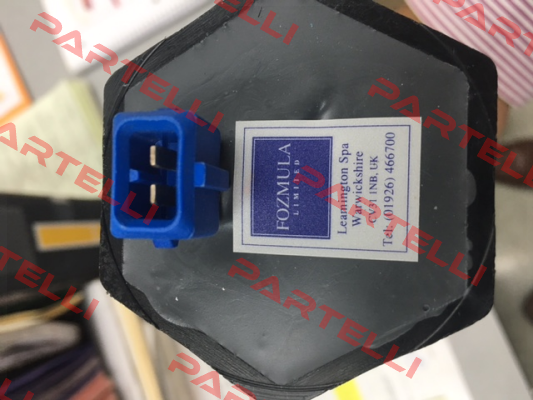 FOZMULA
LIMITED
Leamington Spa
Warwickshire
CV31 1NB, UK
Tel: (01926) 466700
PARTELLI
PARTELLI
PARTELLI
PARTELLI
PARTELLI
PARTELLI
PARTELLI